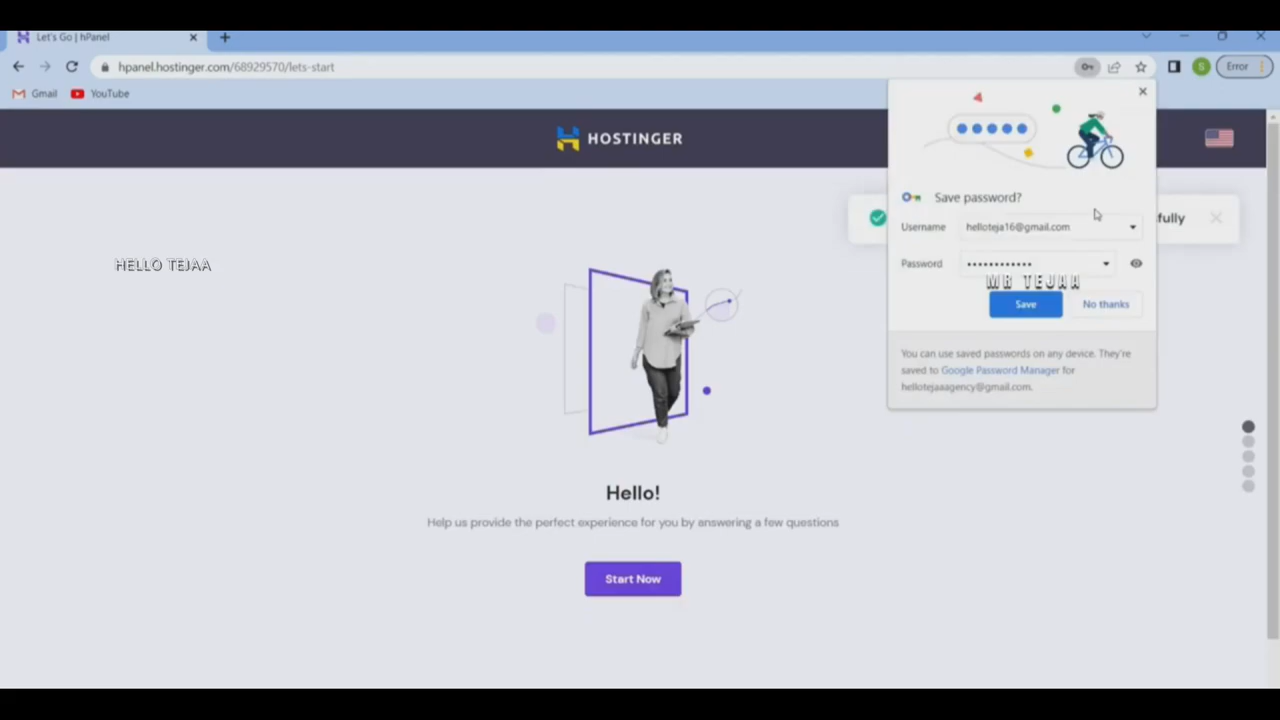 Let's Go | hPanel
hpanel.hostinger.com/68929570/lets-start
S
Error
Gmail
YouTube
HOSTINGER
Save password?
fully
Username
helloteja16@gmail.com
HELLO TEJAA
Password
MR TEJAA
Save
No thanks
You can use saved passwords on any device. They're
saved to Google Password Manager for
hellotejaaagency@gmail.com.
Hello!
Help us provide the perfect experience for you by answering a few questions
Start Now